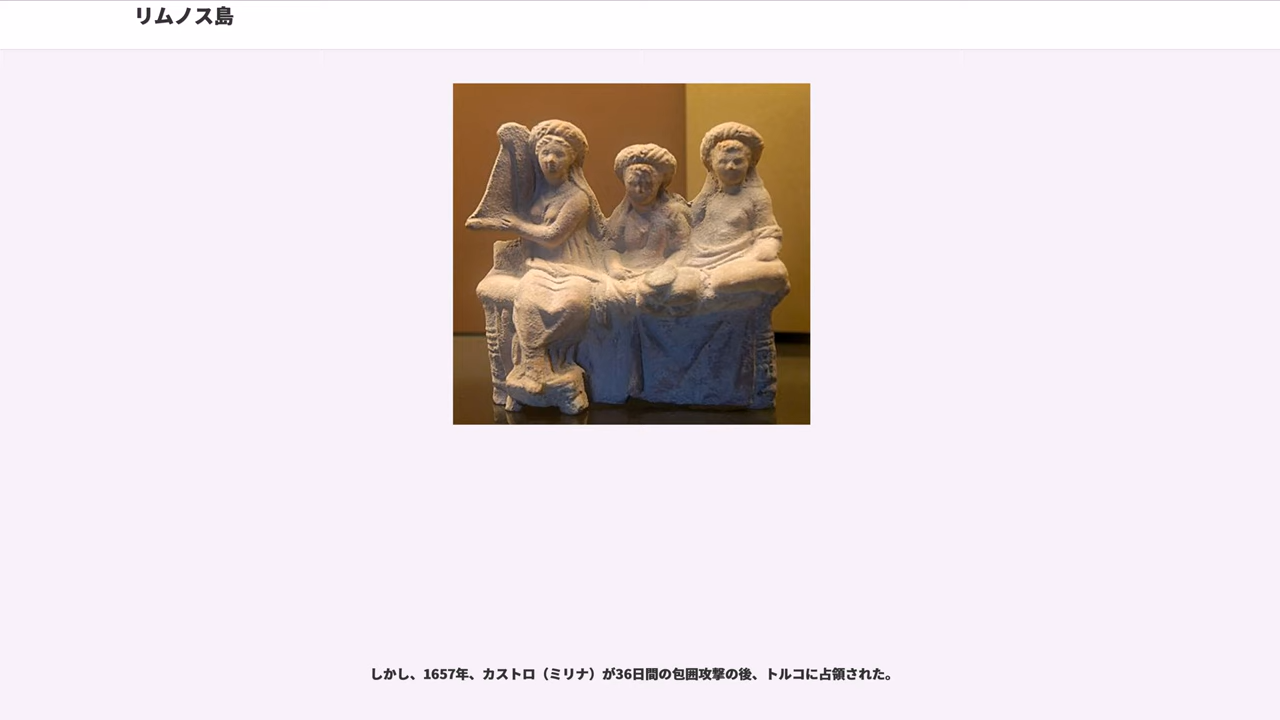 リムノス島
しかし、1657年、カストロ（ミリナ）が36日間の包囲攻撃の後、トルコに占領された。